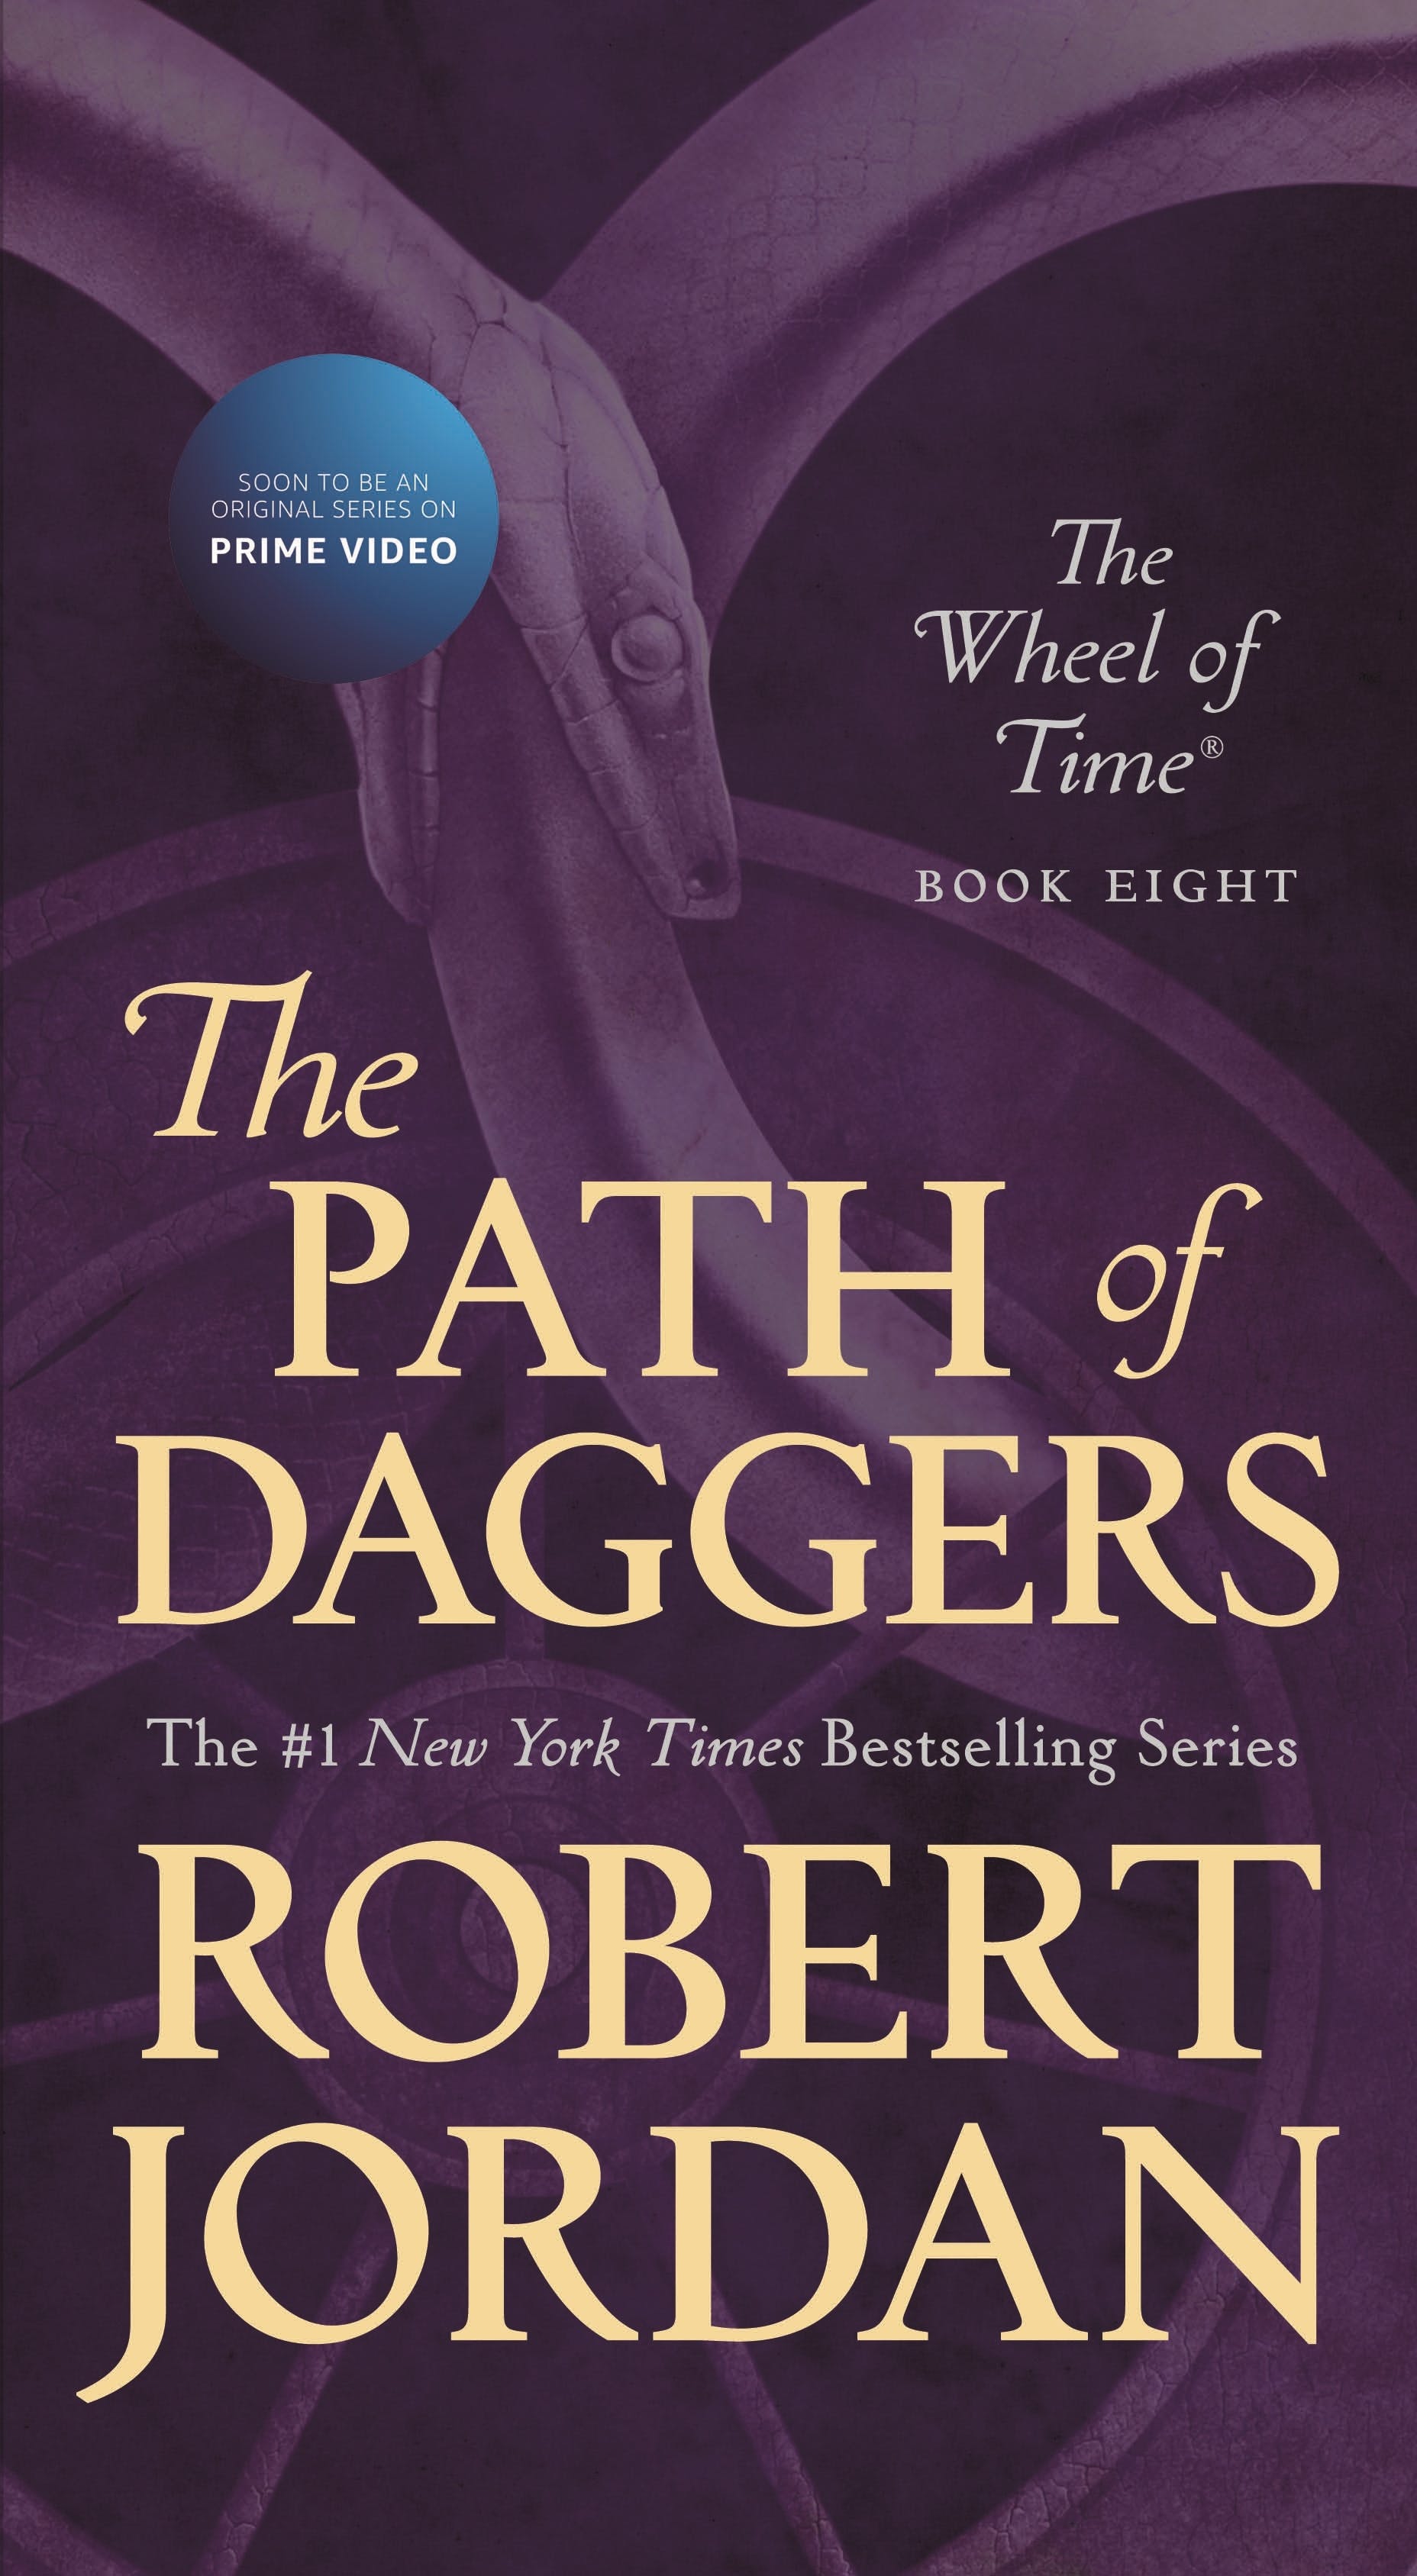 SOON TO BE AN
ORIGINAL SERIES ON
PRIME VIDEO
The
Wheel of
Time®
BOOK EIGHT
The
PATH of
DAGGERS
The #1 New York Times Bestselling Series
ROBERT
JORDAN